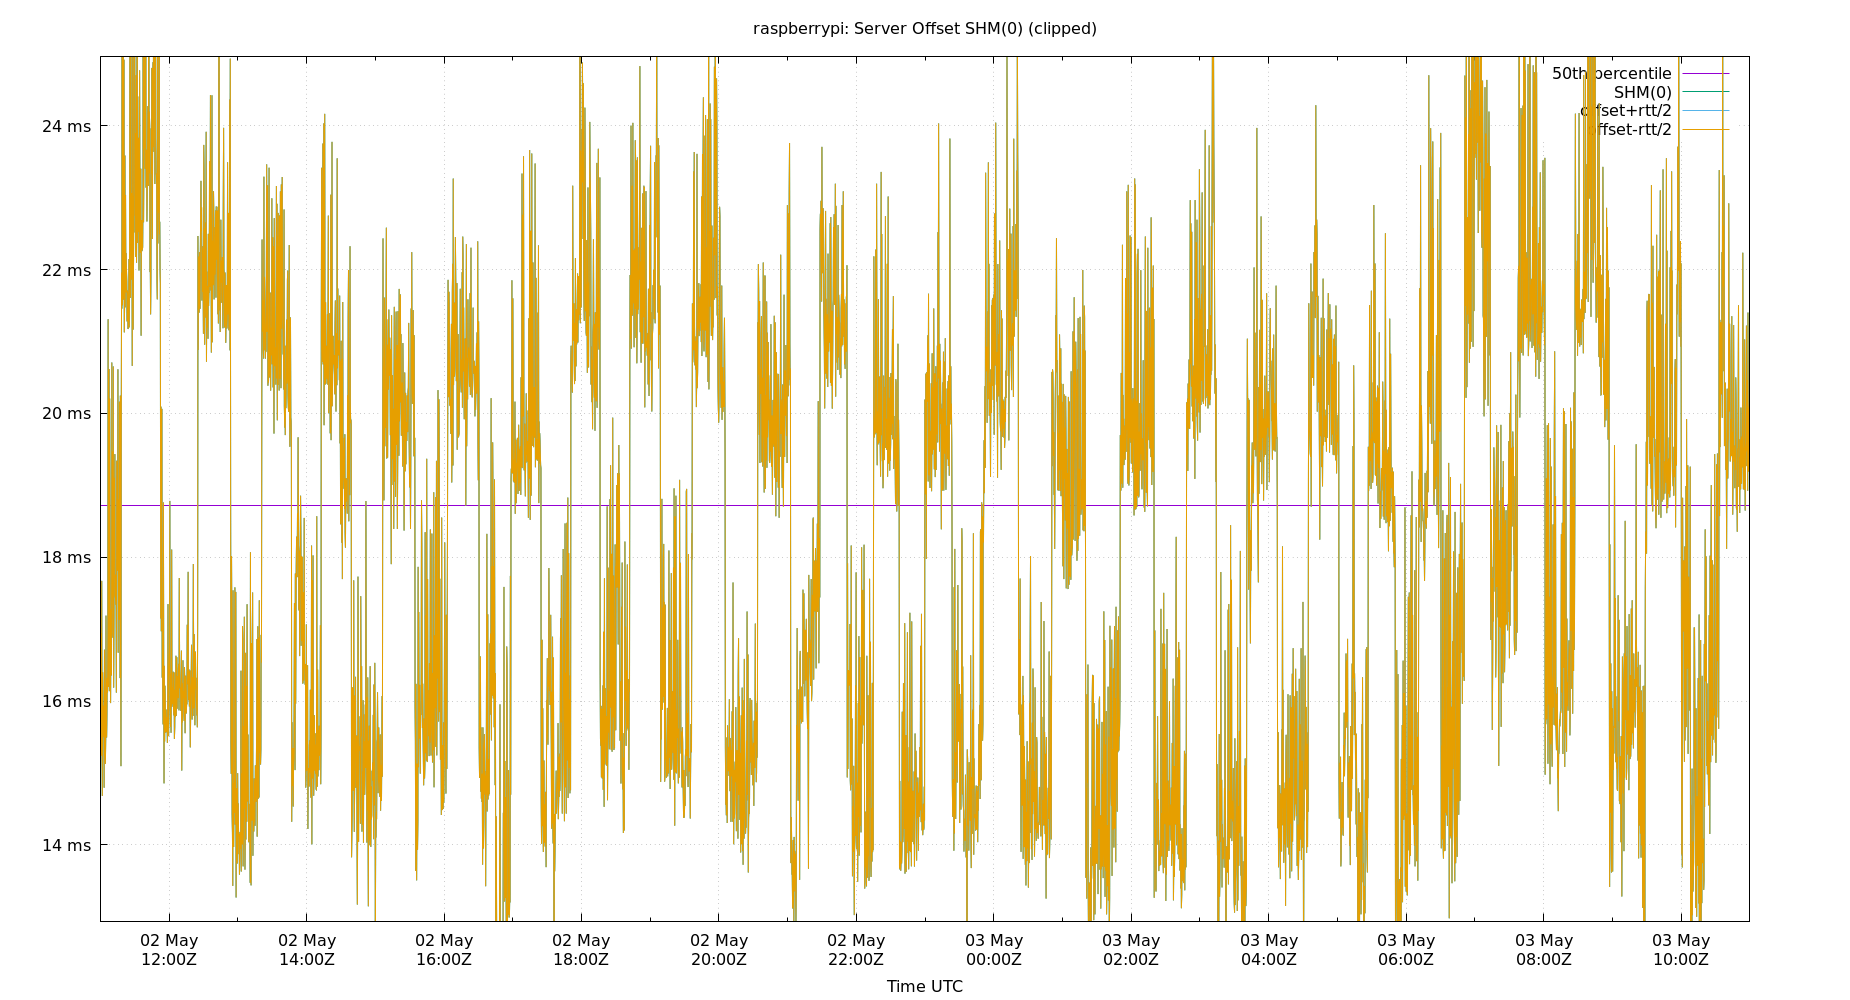 raspberrypi: Server Offset SHM(0) (clipped)
50th percentile
SHM(0)
offset+rtt/2
offset-rtt/2
24 ms
22 ms
20 ms
18 ms
16 ms
14 ms
02 May 02 May 02 May 02 May 02 May 02 May 03 May 03 May 03 May 03 May 03 May 03 May
12:00Z 14:00Z 16:00Z 18:00Z 20:00Z 22:00Z 00:00Z 02:00Z 04:00Z 06:00Z 08:00Z 10:00Z
Time UTC